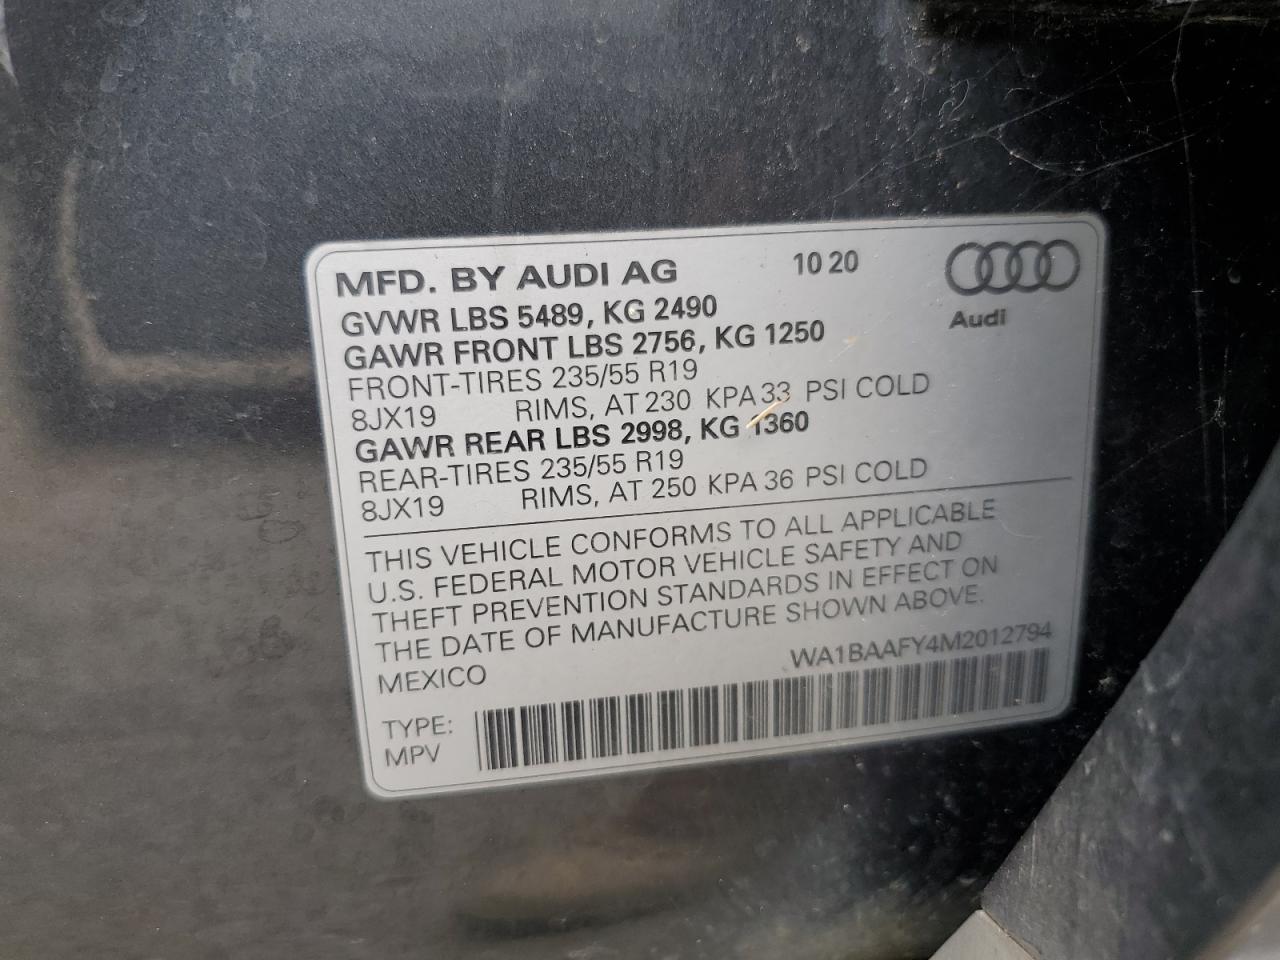 MFD. BY AUDI AG 10 20
Audi
GVWR LBS 5489, KG 2490
GAWR FRONT LBS 2756, KG 1250
FRONT-TIRES 235/55 R19
8JX19 RIMS, AT 230 KPA 33 PSI COLD
GAWR REAR LBS 2998, KG 1360
REAR-TIRES 235/55 R19
8JX19 RIMS, AT 250 KPA 36 PSI COLD
THIS VEHICLE CONFORMS TO ALL APPLICABLE
U.S. FEDERAL MOTOR VEHICLE SAFETY AND
THEFT PREVENTION STANDARDS IN EFFECT ON
THE DATE OF MANUFACTURE SHOWN ABOVE.
MEXICO WA1BAAFY4M2012794
TYPE:
MPV